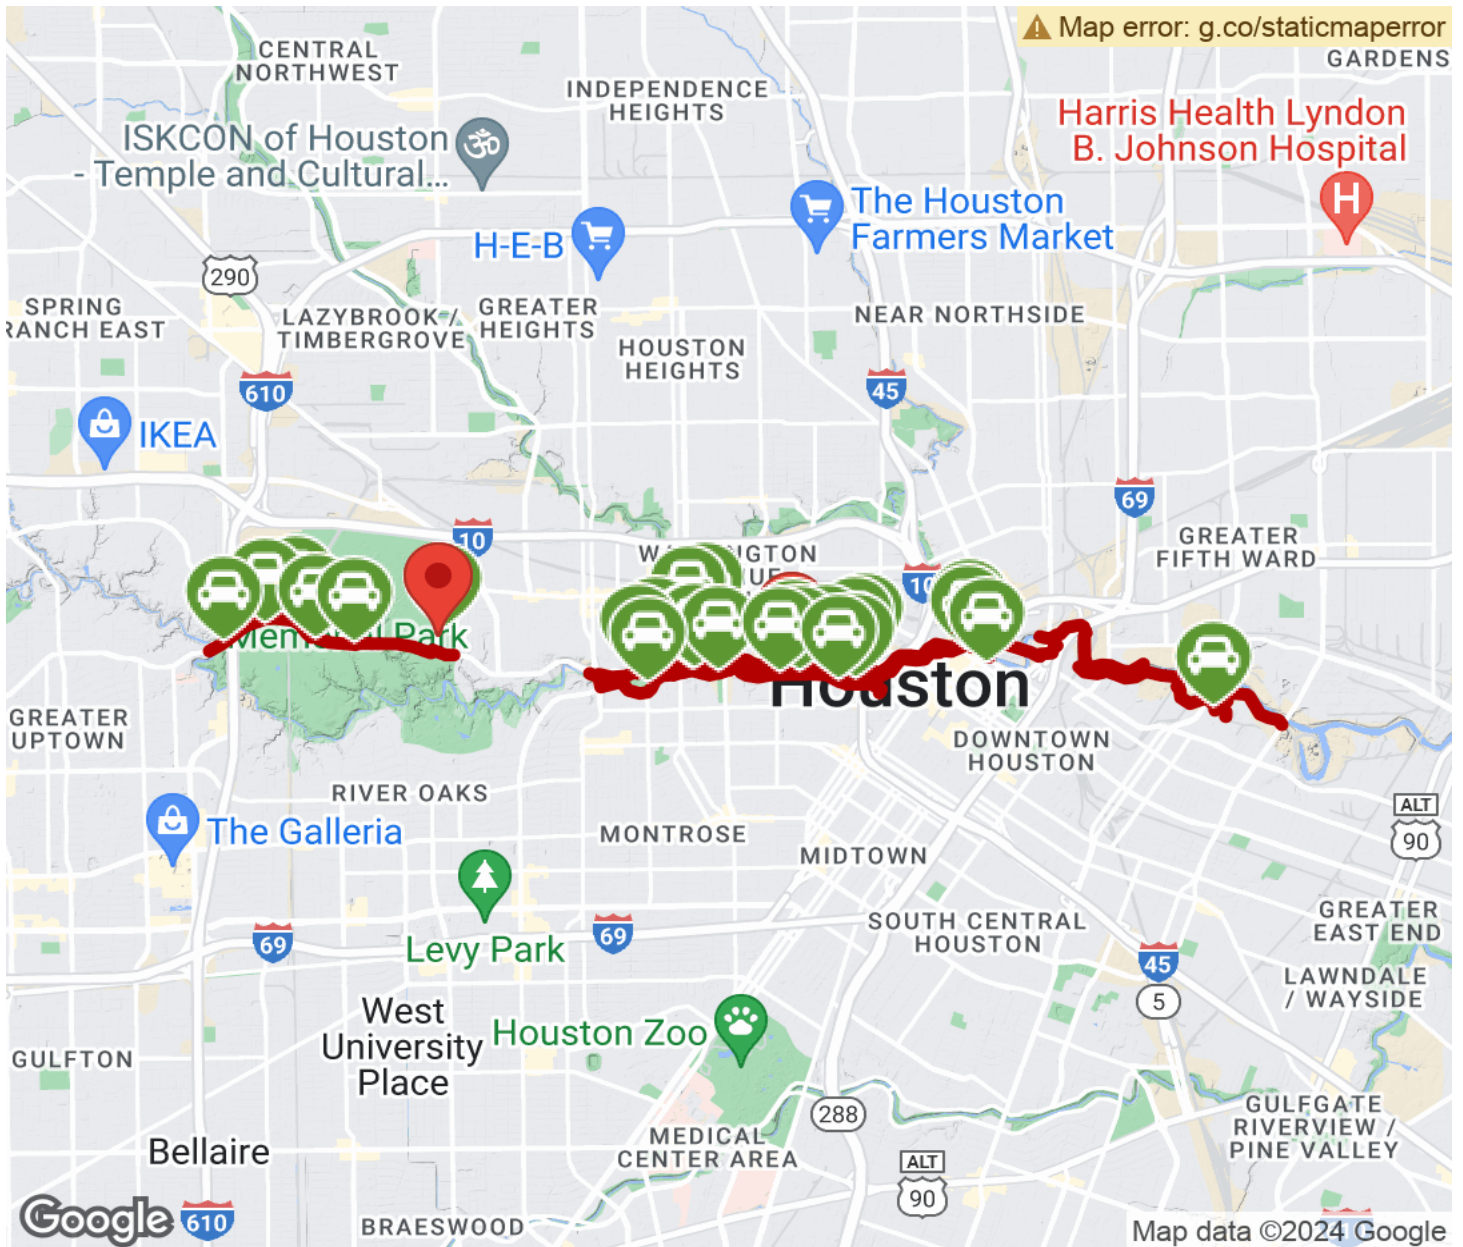 Map error: g.co/staticmaperror
CENTRAL
NORTHWEST
GARDENS
INDEPENDENCE
HEIGHTS
Harris Health Lyndon
B. Johnson Hospital
ISKCON of Houston
- Temple and Cultural...
H
The Houston
Farmers Market
H-E-B
290
SPRING
RANCH EAST
LAZYBROOK /
TIMBERGROVE
GREATER
HEIGHTS
NEAR NORTHSIDE
HOUSTON
HEIGHTS
610
45
IKEA
69
10
GREATER
FIFTH WARD
10
Memorial Park
Houston
GREATER
UPTOWN
DOWNTOWN
HOUSTON
RIVER OAKS
The Galleria
MONTROSE
MIDTOWN
ALT
90
SOUTH CENTRAL
HOUSTON
GREATER
EAST END
69
Levy Park
69
45
LAWNDALE
/ WAYSIDE
5
West
University
Place
Houston Zoo
GULFTON
288
GULFGATE
RIVERVIEW /
PINE VALLEY
Bellaire
MEDICAL
CENTER AREA
ALT
90
Google
610
BRAESWOOD
Map data ©2024 Google